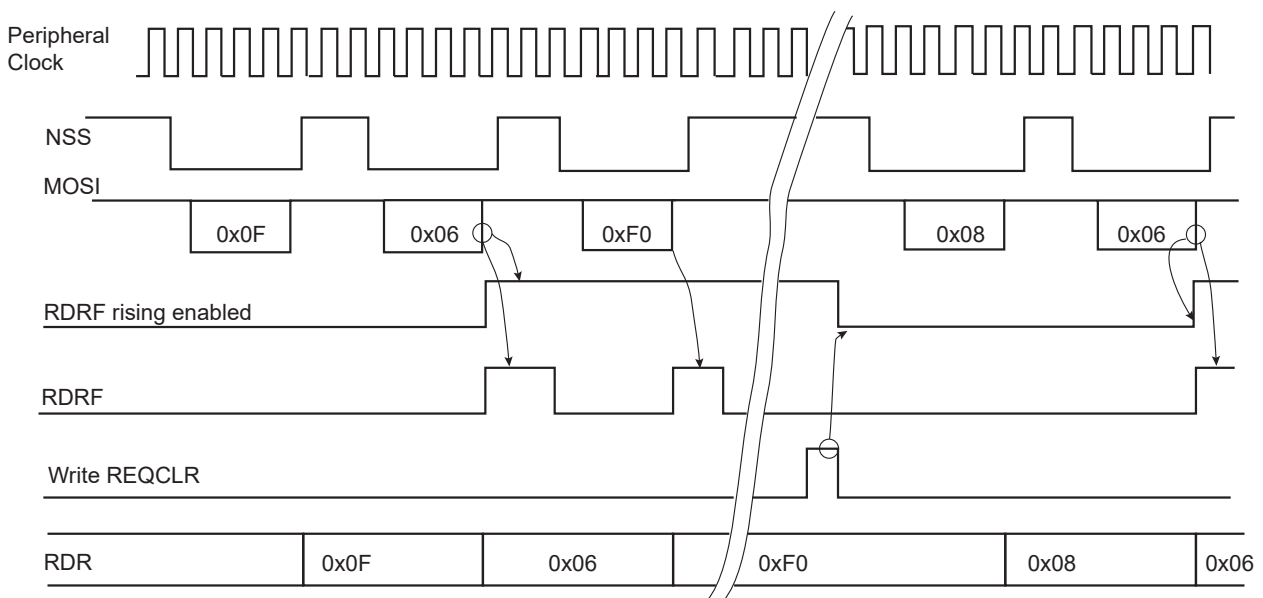 Peripheral
Clock
NSS
MOSI
0x0F 0x06 0xF0 0x08 0x06
RDRF rising enabled
RDRF
Write REQCLR
RDR 0x0F 0x06 0xF0 0x08 0x06